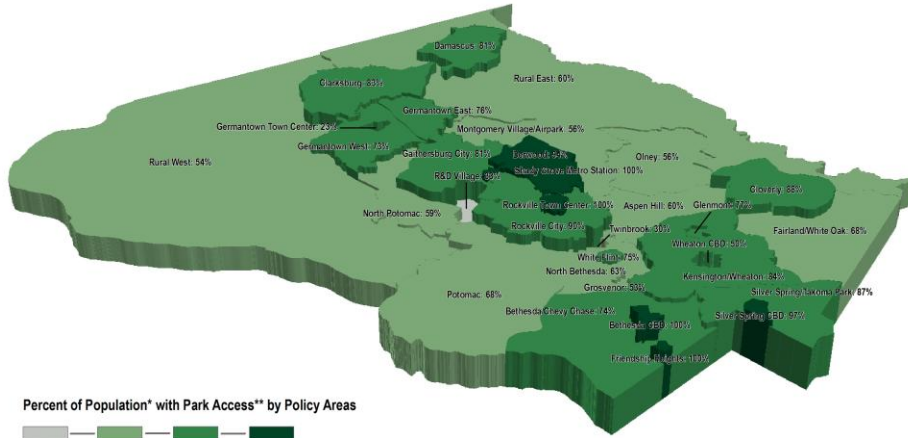 Damascus: 81%
Rural East: 60%
Clarksburg: 83%
Germantown East: 76%
Germantown Town Center: 23%
Montgomery Village/Airpark: 56%
Germantown West: 73%
Rural West: 54%
Gaithersburg City: 81%
Derwood: 94%
Olney: 56%
Shady Grove Metro Station: 100%
R&D Village: 88%
Cloverly: 88%
Glenmont: 77%
Rockville Town Center: 100%
Aspen Hill: 60%
North Potomac: 59%
Rockville City: 90%
Twinbrook: 30%
Fairland/White Oak: 68%
Wheaton CBD: 50%
White Flint: 75%
North Bethesda: 63%
Kensington/Wheaton: 84%
Grosvenor: 53%
Potomac: 68%
Silver Spring/Takoma Park: 87%
Bethesda Chevy Chase: 74%
Silver Spring CBD: 97%
Bethesda CBD: 100%
Friendship Heights: 100%
Percent of Population* with Park Access** by Policy Areas